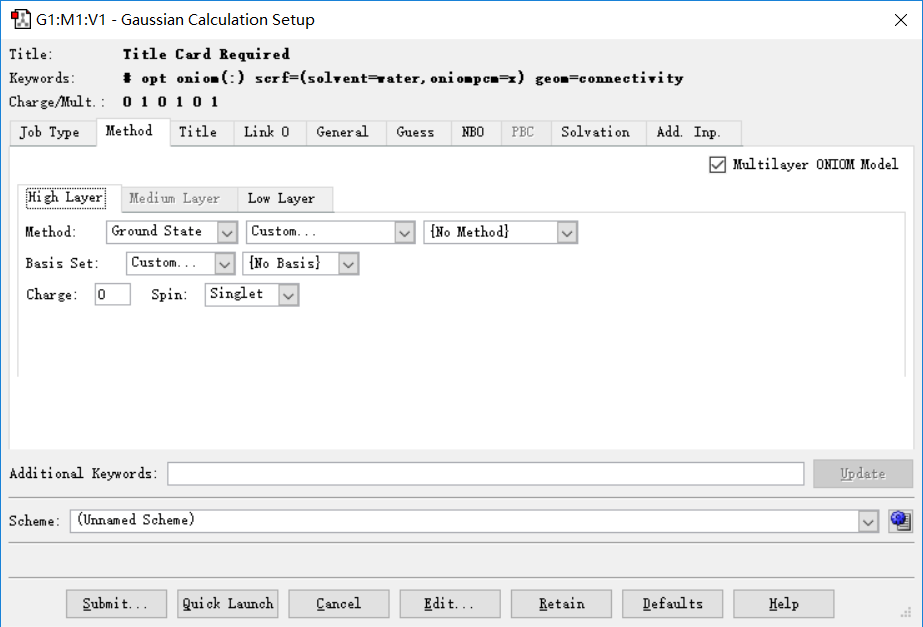 G1:M1:V1 - Gaussian Calculation Setup
Title: Title Card Required
Keywords: # opt oniom(:) scrf=(solvent=water,oniompcm=x) geom=connectivity
Charge/Mult.: 0 1 0 1 0 1
Job Type Method Title Link 0 General Guess NBO PBC Solvation Add. Inp.
Multilayer ONIOM Model
High Layer Medium Layer Low Layer
Method: Ground State Custom... {No Method}
Basis Set: Custom... {No Basis}
Charge: 0 Spin: Singlet
Additional Keywords: Update
Scheme: (Unnamed Scheme)
Submit... Quick Launch Cancel Edit... Retain Defaults Help